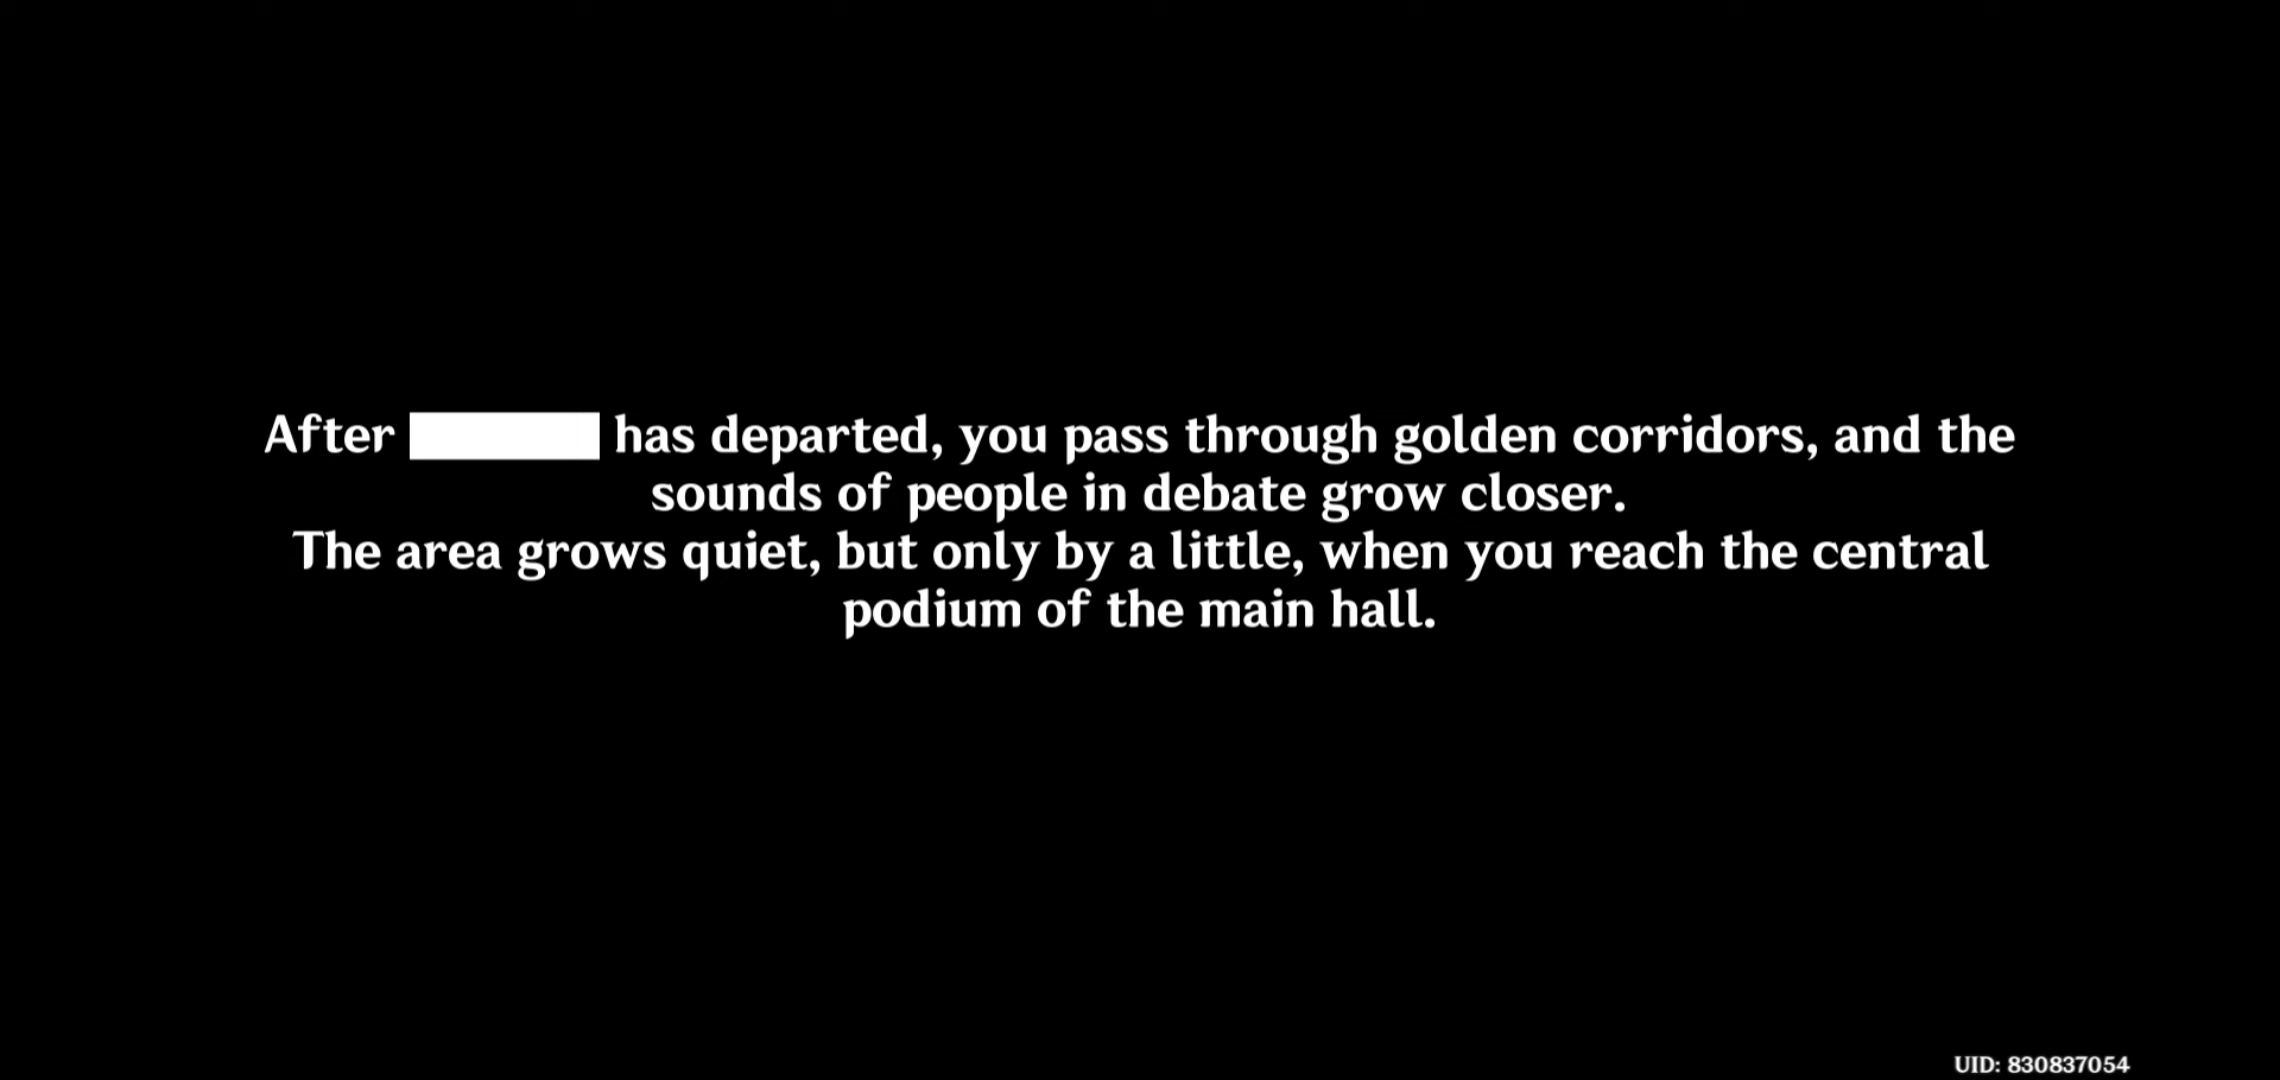 After has departed, you pass through golden corridors, and the
sounds of people in debate grow closer.
The area grows quiet, but only by a little, when you reach the central
podium of the main hall.
UID: 830837054